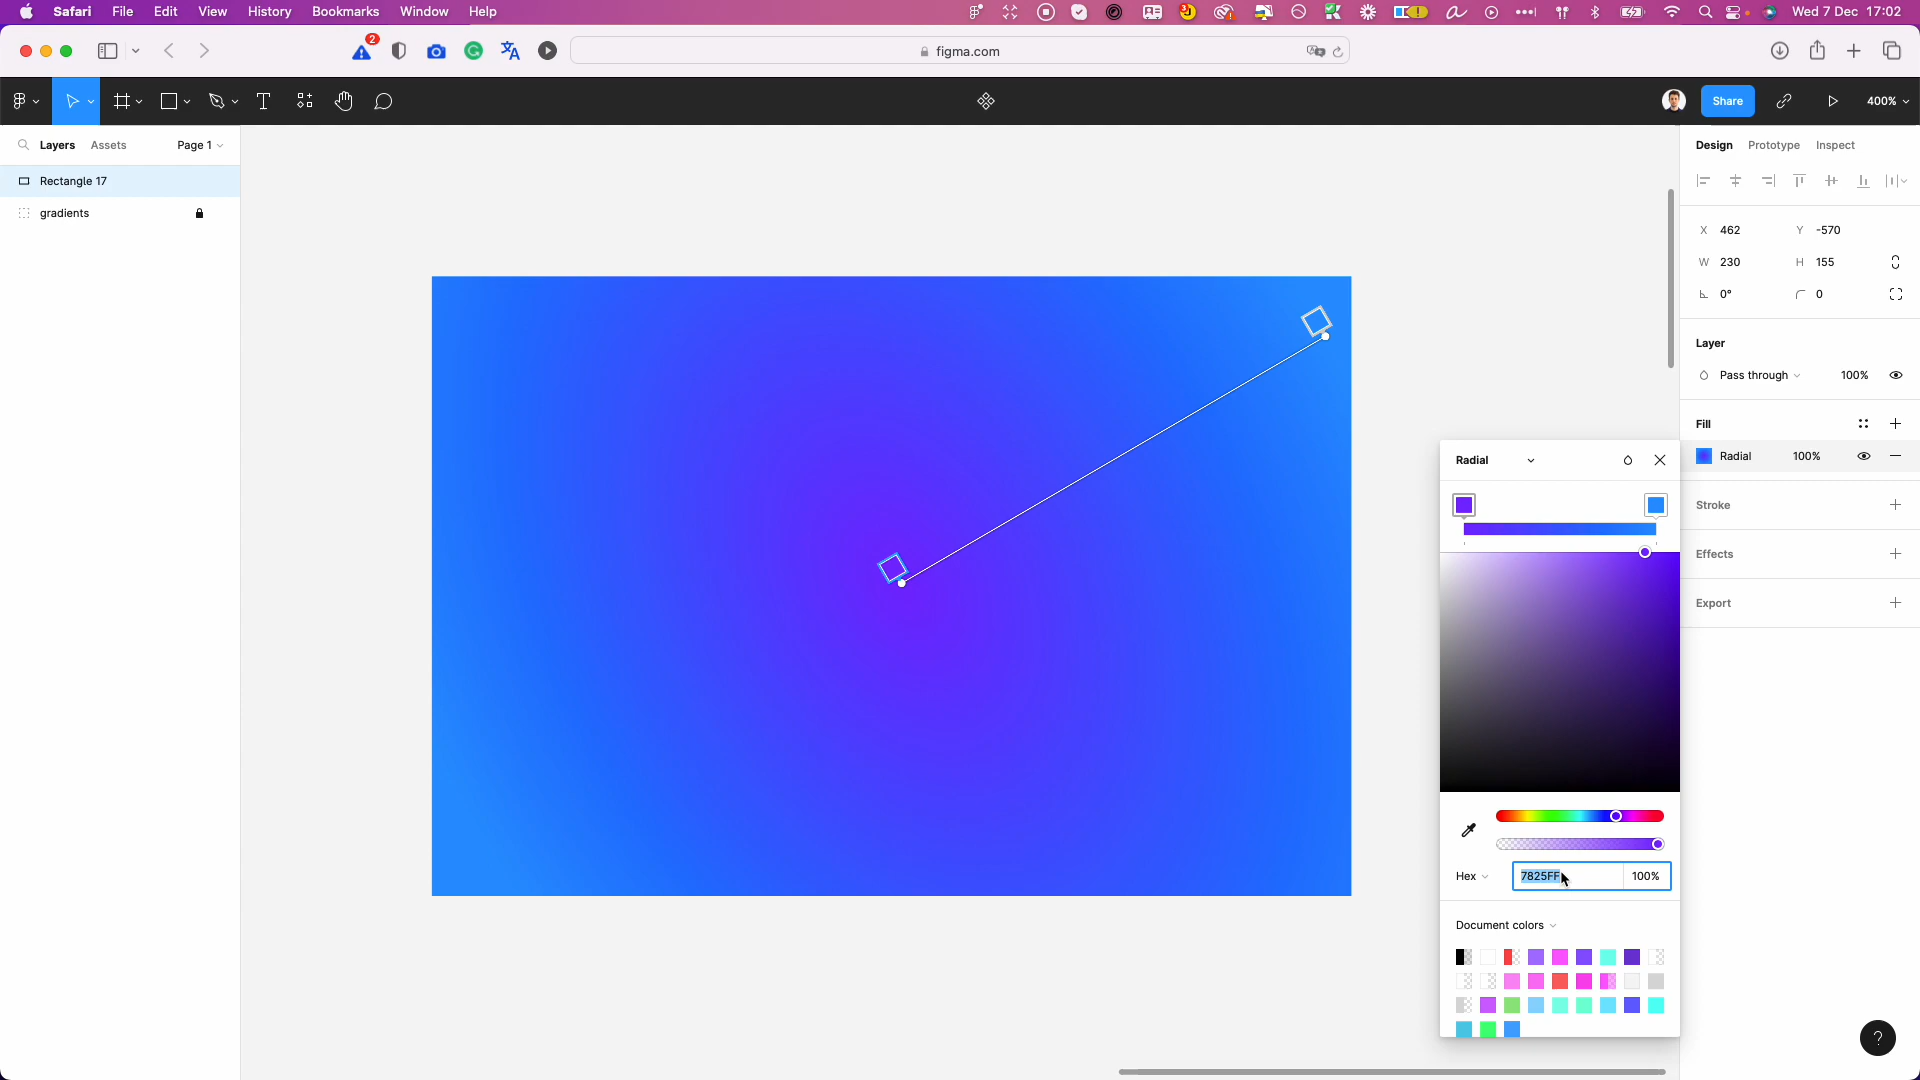 Safari File Edit View History Bookmarks Window Help Wed 7 Dec 17:02
2
figma.com
Share 400%
Layers Assets Page 1
Rectangle 17
gradients
Design Prototype Inspect
X 462 Y -570
W 230 H 155
0° 0
Layer
Pass through 100%
Fill
Radial 100%
Stroke
Effects
Export
Radial
Hex 7825FF 100%
Document colors
?